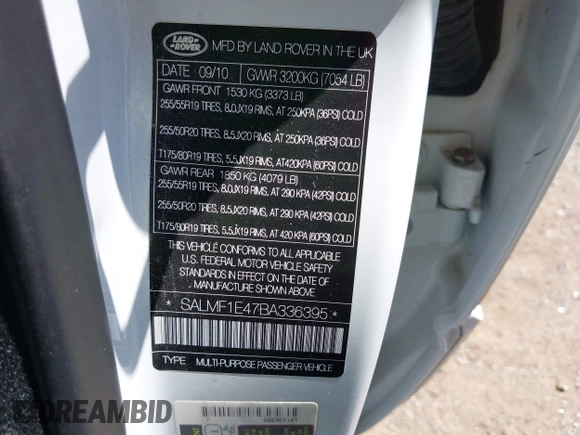 LAND-
ROVER
MFD BY LAND ROVER IN THE UK
DATE : 09/10 GVWR 3200KG (7054 LB)
GAWR FRONT 1530 KG (3373 LB)
255/55R19 TIRES, 8.0JX19 RIMS, AT 250KPA (36PSI) COLD
255/50R20 TIRES, 8.5JX20 RIMS, AT 250KPA (36PSI) COLD
T175/80R19 TIRES, 5.5JX19 RIMS, AT420KPA (60PSI) COLD
GAWR REAR 1850 KG (4079 LB)
255/55R19 TIRES, 8.0JX19 RIMS, AT 290 KPA (42PSI) COLD
255/50R20 TIRES, 8.5JX20 RIMS, AT 290 KPA (42PSI) COLD
T175/80R19 TIRES, 5.5JX19 RIMS, AT 420 KPA (60PSI) COLD
THIS VEHICLE CONFORMS TO ALL APPLICABLE
U.S. FEDERAL MOTOR VEHICLE SAFETY
STANDARDS IN EFFECT ON THE DATE OF
MANUFACTURE SHOWN ABOVE
* SALMF1E47BA336395 *
TYPE : MULTI-PURPOSE PASSENGER VEHICLE
DREAMBID